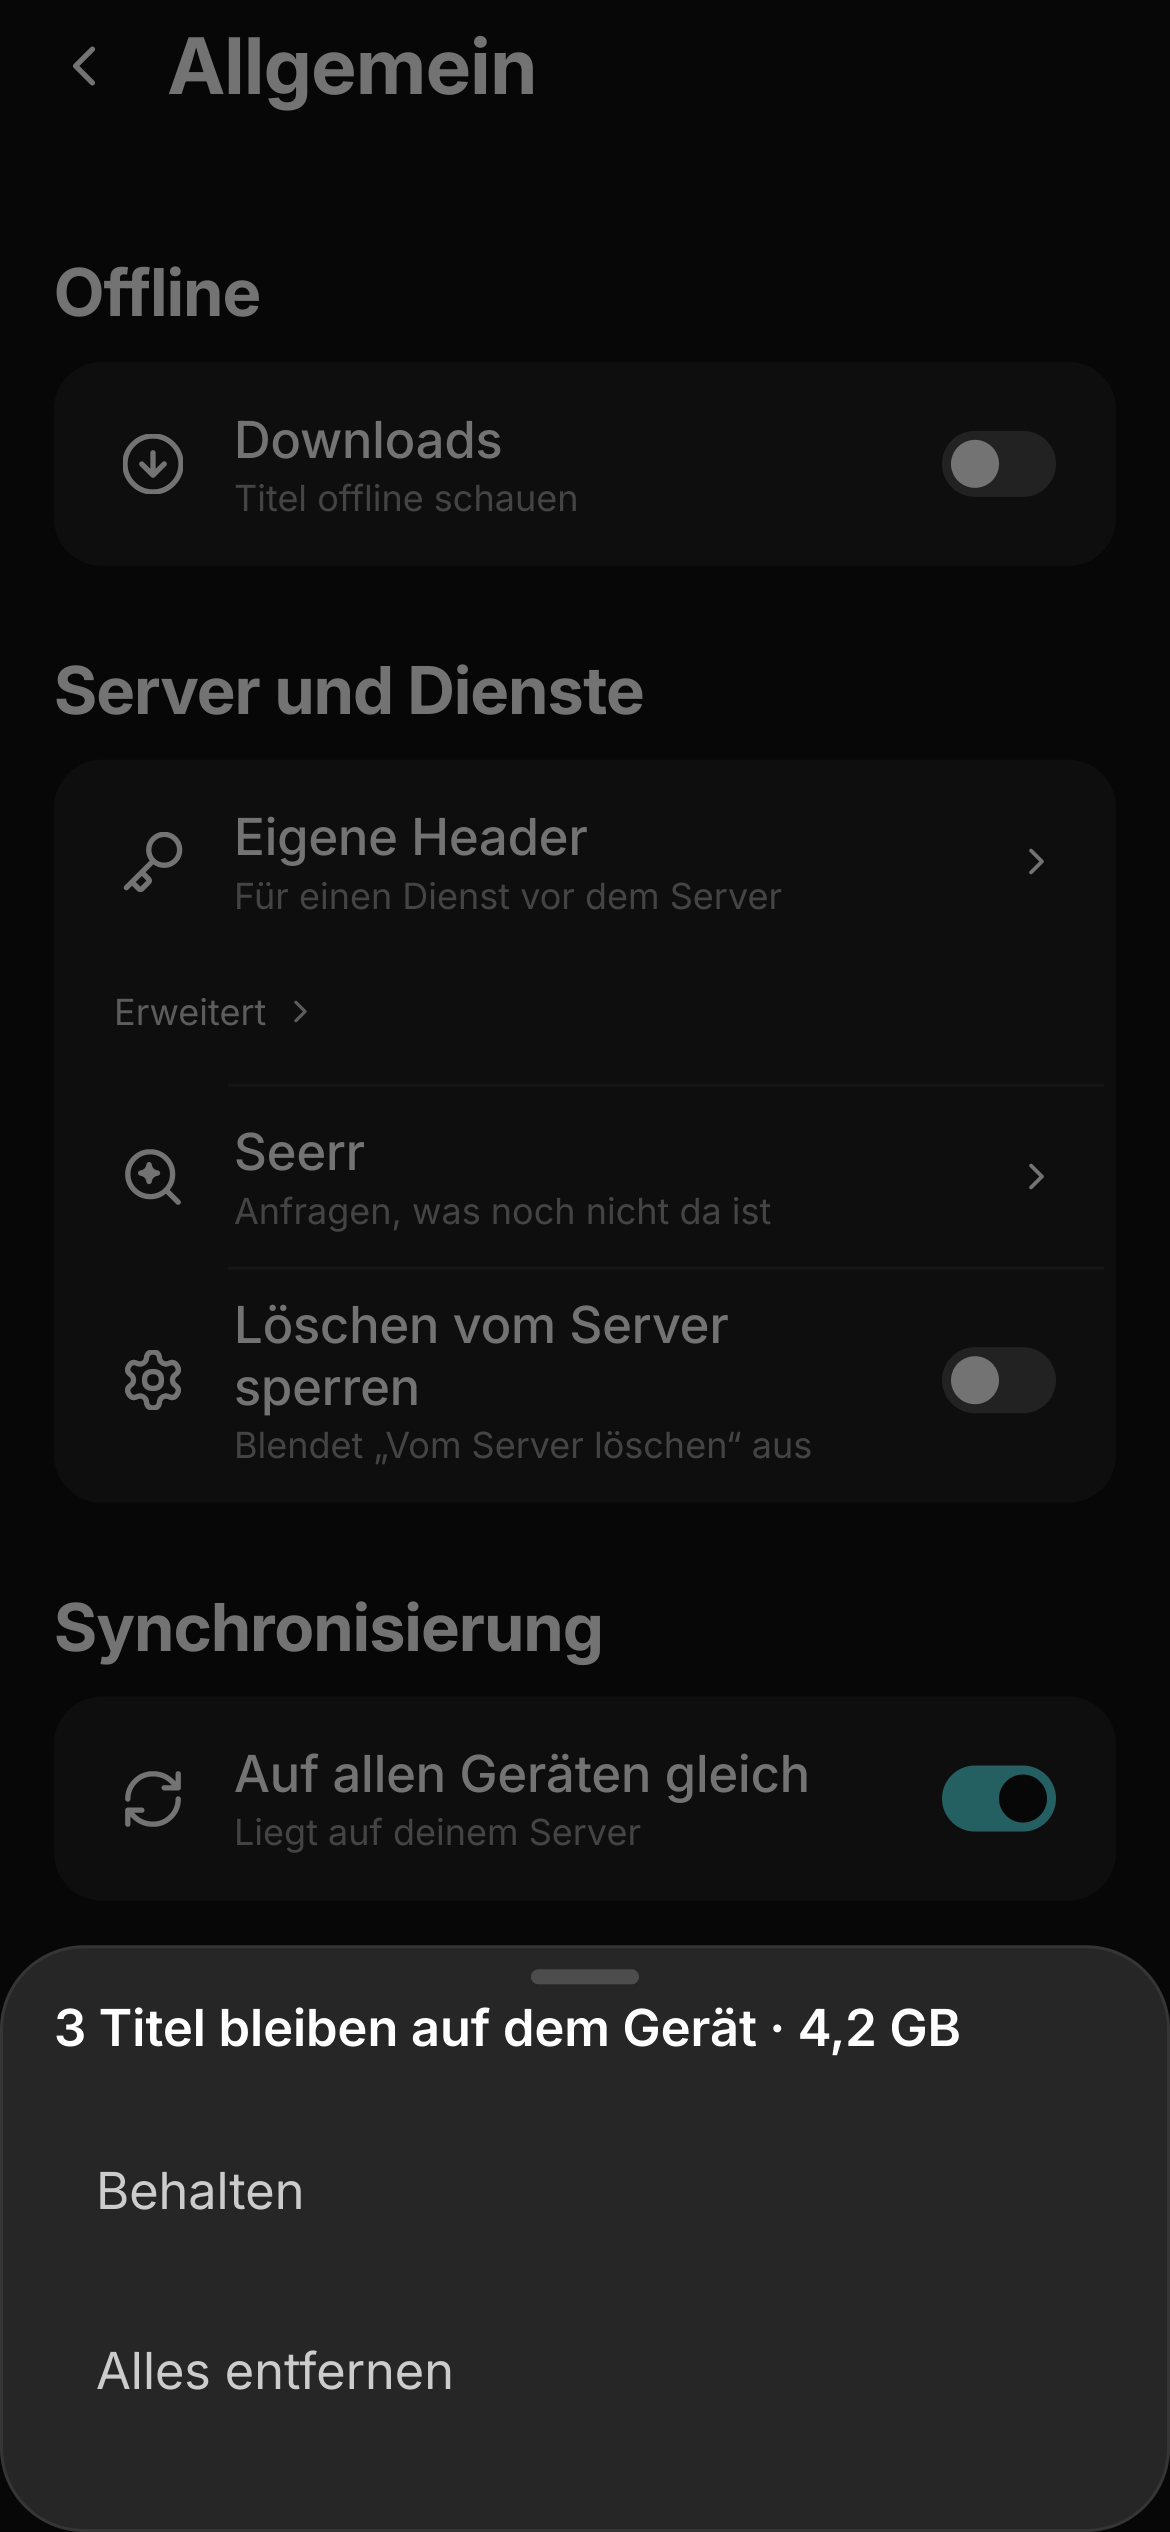 Allgemein
Offline
Downloads
Titel offline schauen
Server und Dienste
Eigene Header
Für einen Dienst vor dem Server
Erweitert
Seerr
Anfragen, was noch nicht da ist
Löschen vom Server
sperren
Blendet „Vom Server löschen“ aus
Synchronisierung
Auf allen Geräten gleich
Liegt auf deinem Server
3 Titel bleiben auf dem Gerät · 4,2 GB
Behalten
Alles entfernen